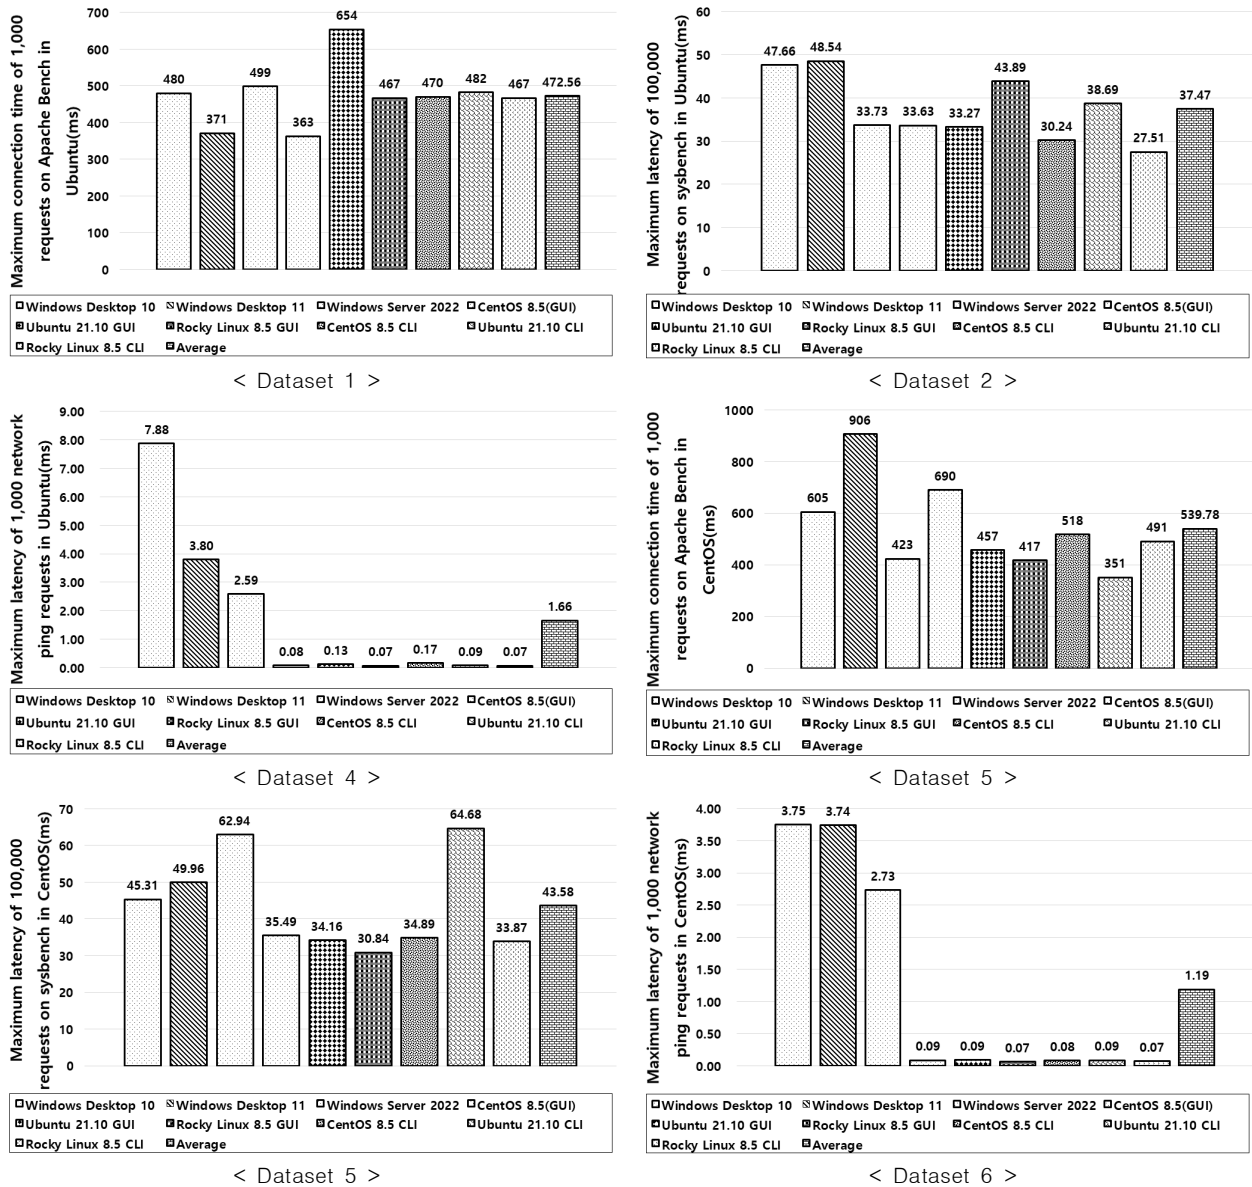 Maximum connection time of 1,000
requests on Apache Bench in
Ubuntu(ms)
700
600
500
400
300
200
100
0
480
371
499
363
654
467
470
482
467
472.56
□Windows Desktop 10 Windows Desktop 11 □Windows Server 2022 □CentOS 8.5(GUI)
Ubuntu 21.10 GUI Rocky Linux 8.5 GUI CentOS 8.5 CLI Ubuntu 21.10 CLI
Rocky Linux 8.5 CLI Average
< Dataset 1 >
Maximum latency of 100,000
requests on sysbench in Ubuntu(ms)
60
50
40
30
20
10
0
47.66
48.54
33.73
33.63
33.27
43.89
30.24
38.69
27.51
37.47
Windows Desktop 10 Windows Desktop 11 Windows Server 2022 CentOS 8.5(GUI)
Ubuntu 21.10 GUI Rocky Linux 8.5 GUI CentOS 8.5 CLI Ubuntu 21.10 CLI
Rocky Linux 8.5 CLI Average
< Dataset 2 >
Maximum latency of 1,000 network
ping requests in Ubuntu(ms)
9.00
8.00
7.00
6.00
5.00
4.00
3.00
2.00
1.00
0.00
7.88
3.80
2.59
0.08
0.13
0.07
0.17
0.09
0.07
1.66
Windows Desktop 10 Windows Desktop 11 Windows Server 2022 CentOS 8.5(GUI)
Ubuntu 21.10 GUI Rocky Linux 8.5 GUI CentOS 8.5 CLI Ubuntu 21.10 CLI
Rocky Linux 8.5 CLI Average
< Dataset 4 >
Maximum connection time of 1,000
requests on Apache Bench in
CentOS(ms)
1000
800
600
400
200
0
605
906
423
690
457
417
518
351
491
539.78
Windows Desktop 10 Windows Desktop 11 Windows Server 2022 CentOS 8.5(GUI)
Ubuntu 21.10 GUI Rocky Linux 8.5 GUI CentOS 8.5 CLI Ubuntu 21.10 CLI
Rocky Linux 8.5 CLI Average
< Dataset 5 >
Maximum latency of 100,000
requests on sysbench in CentOS(ms)
70
60
50
40
30
20
10
0
45.31
49.96
62.94
35.49
34.16
30.84
34.89
64.68
33.87
43.58
Windows Desktop 10 Windows Desktop 11 Windows Server 2022 CentOS 8.5(GUI)
Ubuntu 21.10 GUI Rocky Linux 8.5 GUI CentOS 8.5 CLI Ubuntu 21.10 CLI
Rocky Linux 8.5 CLI Average
< Dataset 5 >
Maximum latency of 1,000 network
ping requests in CentOS(ms)
4.00
3.50
3.00
2.50
2.00
1.50
1.00
0.50
0.00
3.75
3.74
2.73
0.09
0.09
0.07
0.08
0.09
0.07
1.19
Windows Desktop 10 Windows Desktop 11 Windows Server 2022 CentOS 8.5(GUI)
Ubuntu 21.10 GUI Rocky Linux 8.5 GUI CentOS 8.5 CLI Ubuntu 21.10 CLI
Rocky Linux 8.5 CLI Average
< Dataset 6 >